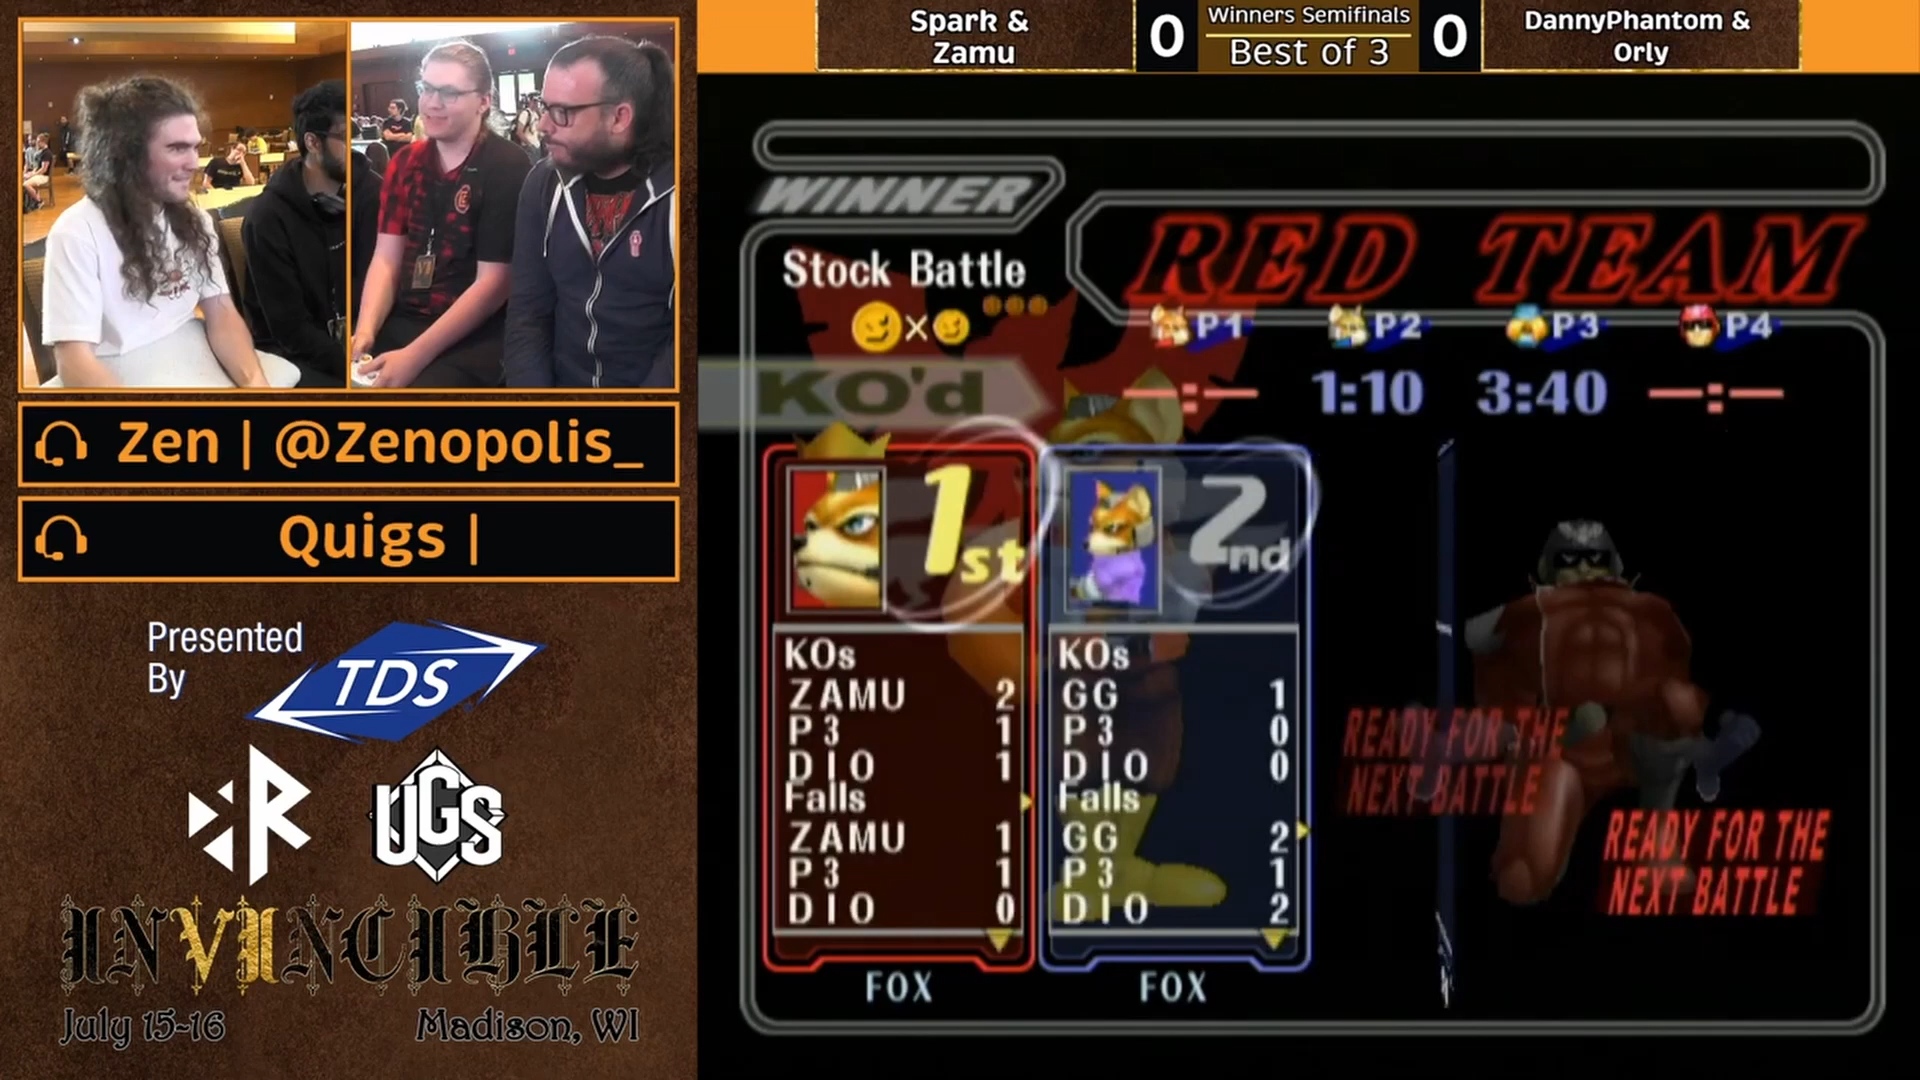 Spark &
Zamu
0
Winners Semifinals
Best of 3
0
DannyPhantom &
Orly
WINNER
RED TEAM
Stock Battle
×
P1
P2
P3
P4
KO'd
-:--
1:10
3:40
-:--
1st
2nd
KOs
ZAMU 2
P3 1
DIO 1
Falls
ZAMU 1
P3 1
DIO 0
FOX
KOs
GG 1
P3 0
DIO 0
Falls
GG 2
P3 1
DIO 2
FOX
READY FOR THE
NEXT BATTLE
READY FOR THE
NEXT BATTLE
Zen | @Zenopolis_
Quigs |
Presented
By
TDS
R
UGS
INVINCIBLE
July 15-16
Madison, WI